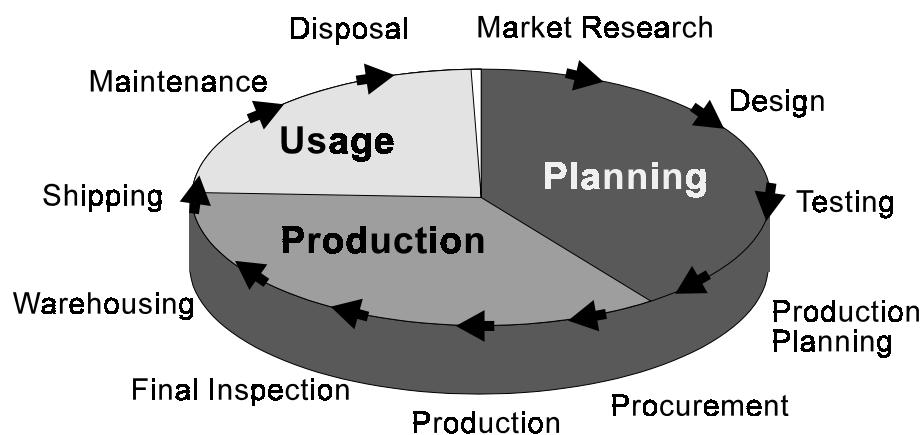 Disposal
Market Research
Maintenance
Design
Usage
Planning
Shipping
Testing
Production
Warehousing
Production
Planning
Final Inspection
Procurement
Production